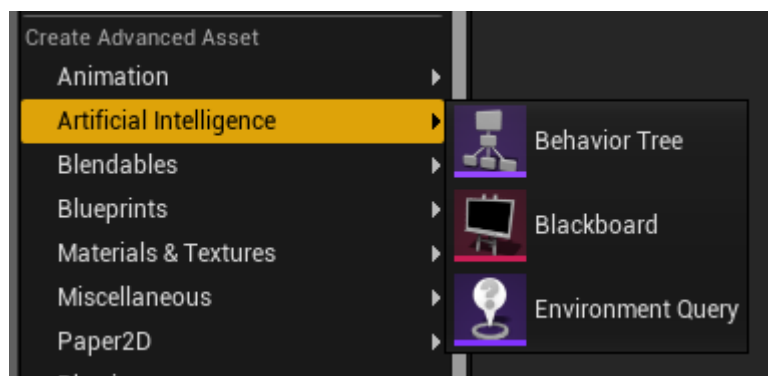 Create Advanced Asset
Animation
Artificial Intelligence
Blendables
Blueprints
Materials & Textures
Miscellaneous
Paper2D
Behavior Tree
Blackboard
Environment Query